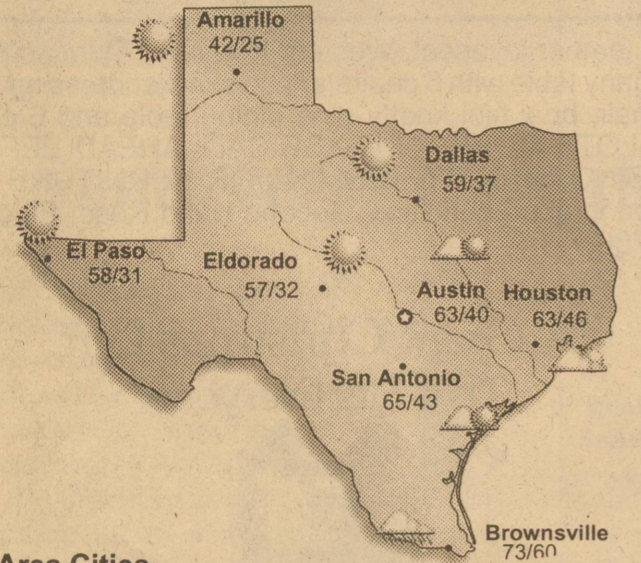 Amarillo
42/25
Dallas
59/37
El Paso
58/31
Eldorado
57/32
Austin
63/40
Houston
63/46
San Antonio
65/43
Brownsville
73/60
Area Cities